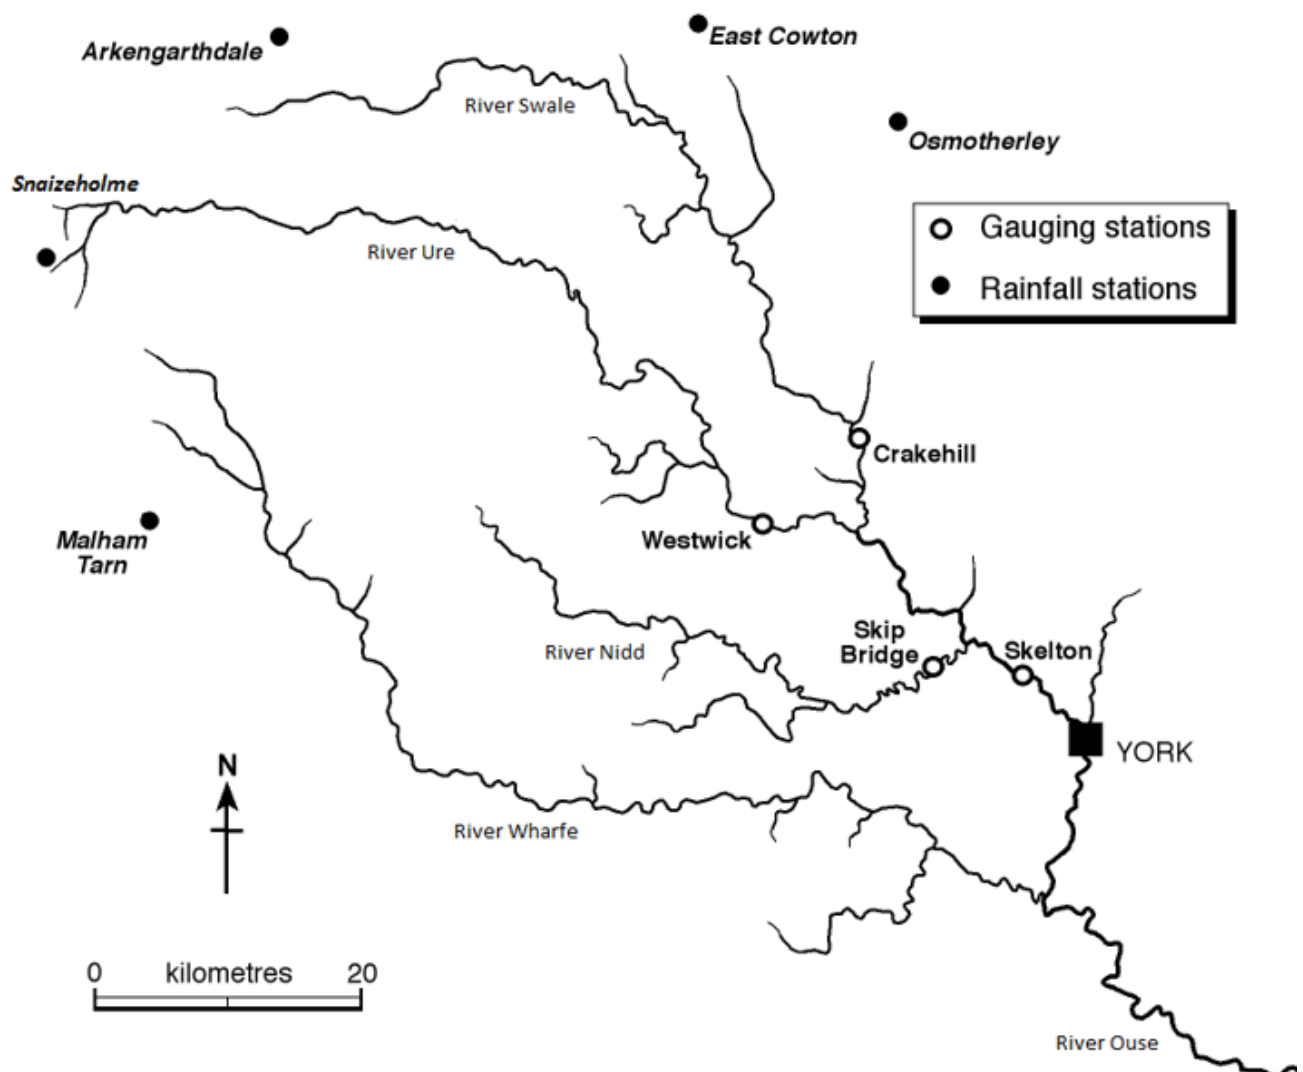 East Cowton
Arkengarthdale
River Swale
Osmotherley
Snaizeholme
Gauging stations
River Ure
Rainfall stations
Crakehill
Westwick
Malham
Tarn
Skip
Bridge
River Nidd
Skelton
YORK
N
River Wharfe
0 kilometres 20
River Ouse